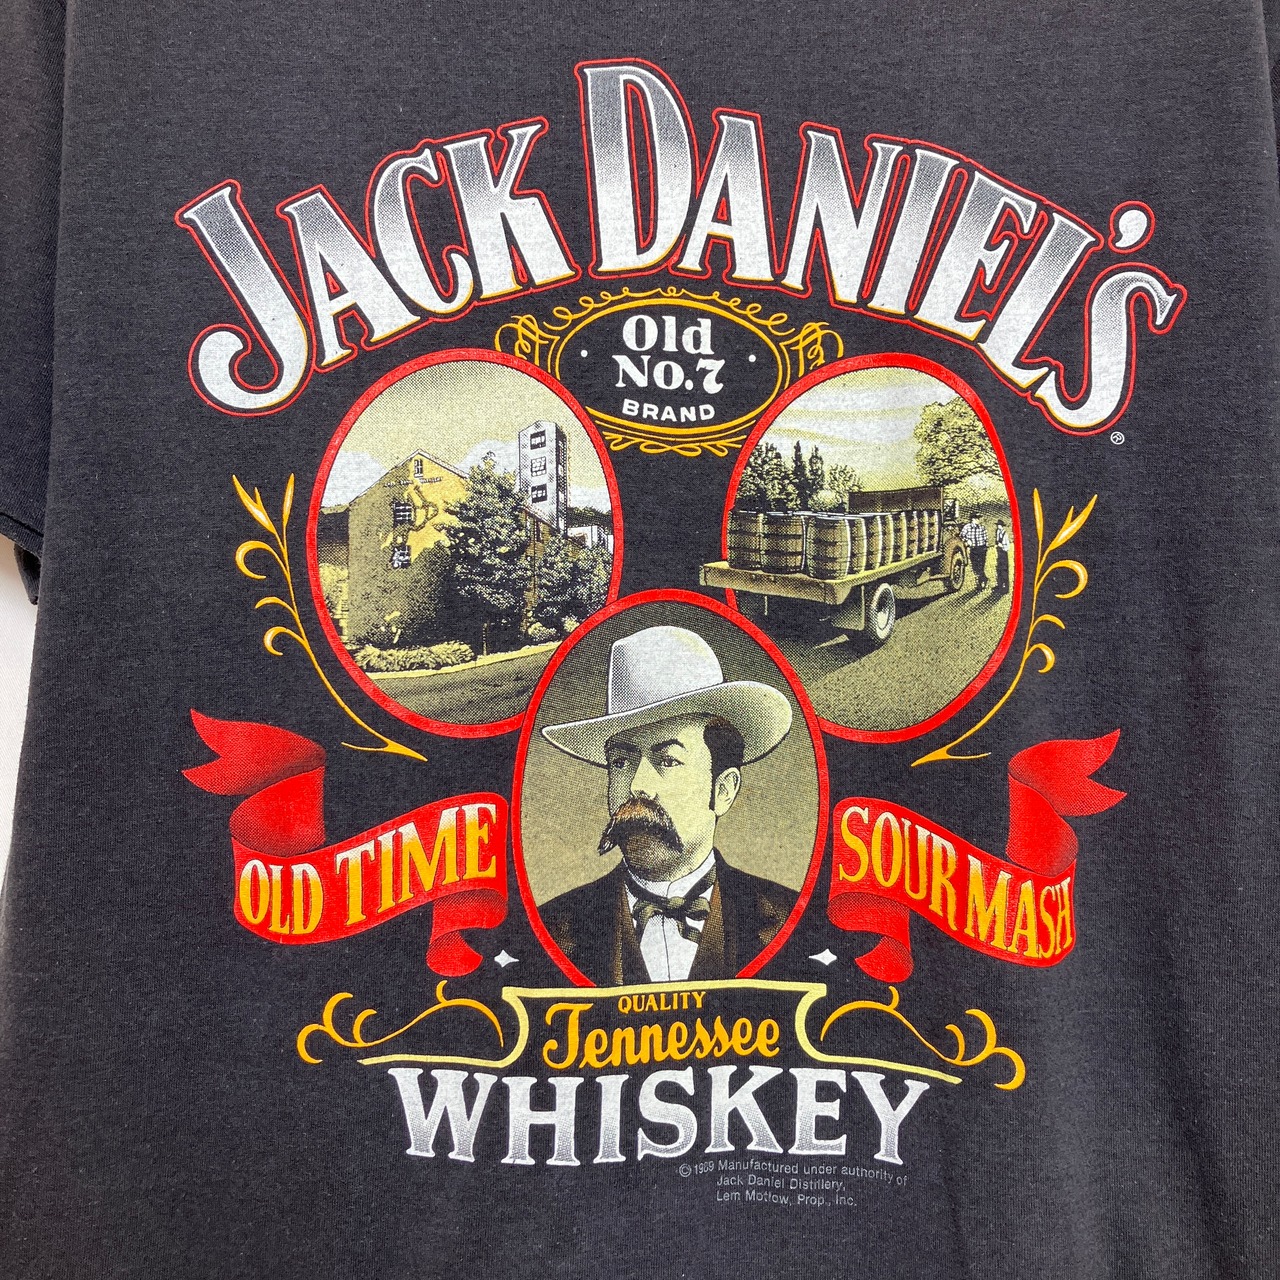 JACK DANIEL'S
®
Old
No.7
BRAND
OLD TIME
SOUR MASH
QUALITY
Tennessee
WHISKEY
© 1989 Manufactured under authority of
Jack Daniel Distillery,
Lem Motlow, Prop., Inc.